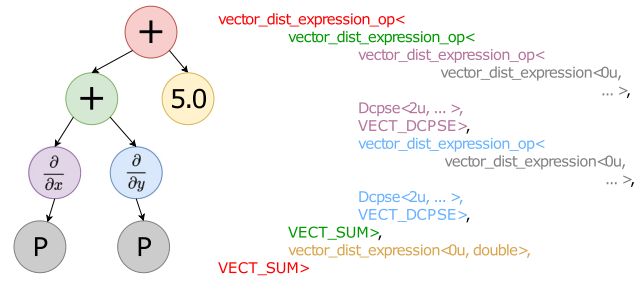 +
+
5.0
∂/∂x
∂/∂y
P
P
vector_dist_expression_op<
vector_dist_expression_op<
vector_dist_expression_op<
vector_dist_expression<0u,
... >,
Dcpse<2u, ... >,
VECT_DCPSE>,
vector_dist_expression_op<
vector_dist_expression<0u,
... >,
Dcpse<2u, ... >,
VECT_DCPSE>,
VECT_SUM>,
vector_dist_expression<0u, double>,
VECT_SUM>